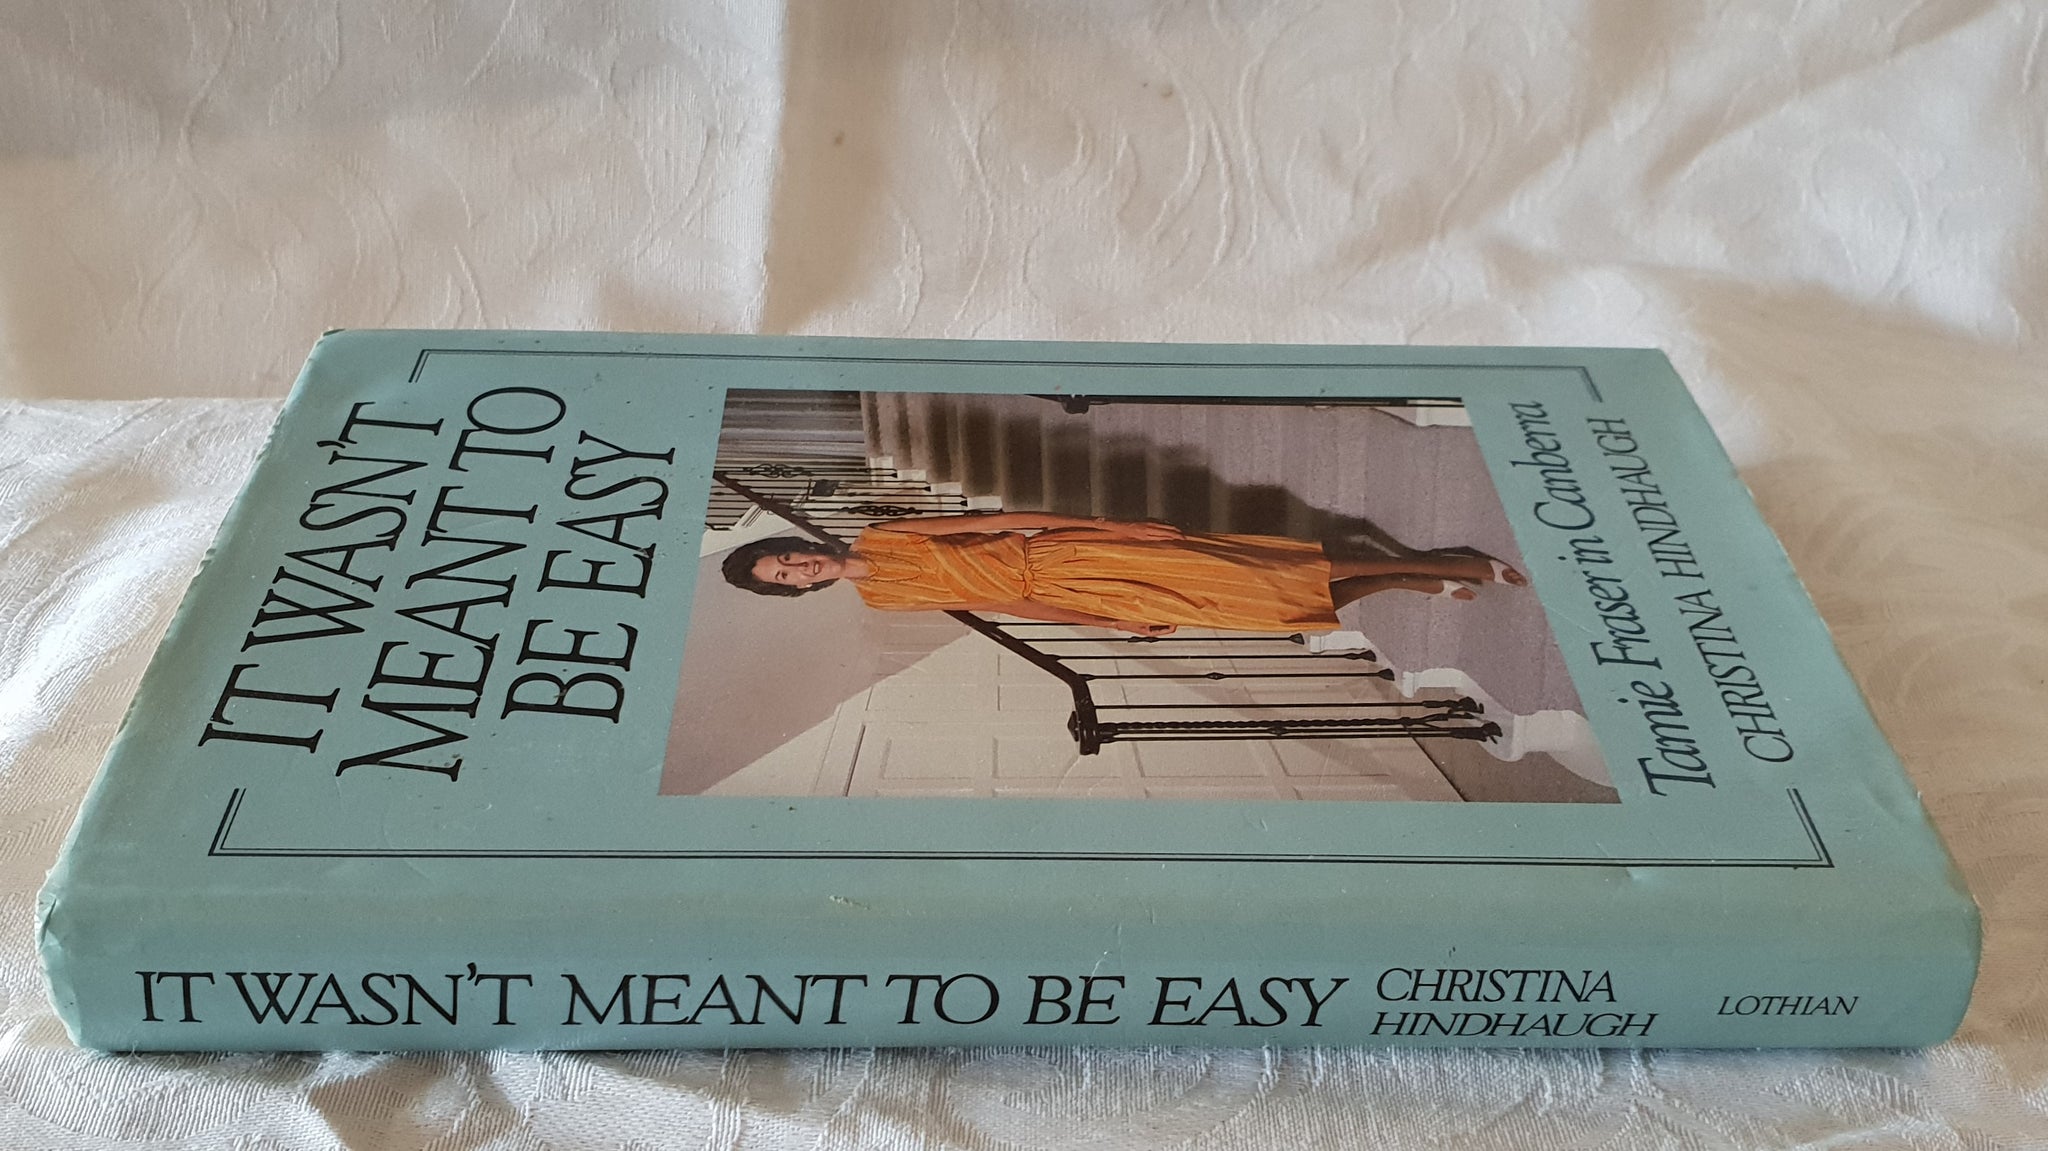 IT WASN'T
MEANT TO
BE EASY
Tamie Fraser in Canberra
CHRISTINA HINDHAUGH
IT WASN'T MEANT TO BE EASY
CHRISTINA
HINDHAUGH
LOTHIAN